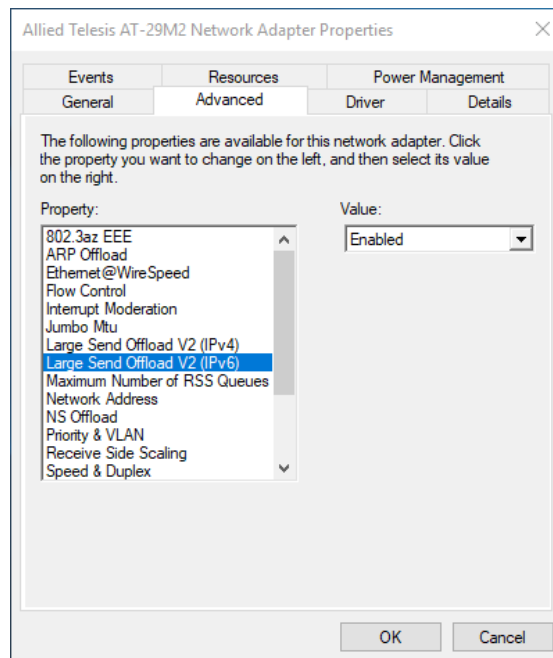 Allied Telesis AT-29M2 Network Adapter Properties
Events Resources Power Management
General Advanced Driver Details
The following properties are available for this network adapter. Click
the property you want to change on the left, and then select its value
on the right.
Property: Value:
802.3az EEE Enabled
ARP Offload
Ethernet@WireSpeed
Flow Control
Interrupt Moderation
Jumbo Mtu
Large Send Offload V2 (IPv4)
Large Send Offload V2 (IPv6)
Maximum Number of RSS Queues
Network Address
NS Offload
Priority & VLAN
Receive Side Scaling
Speed & Duplex
OK Cancel